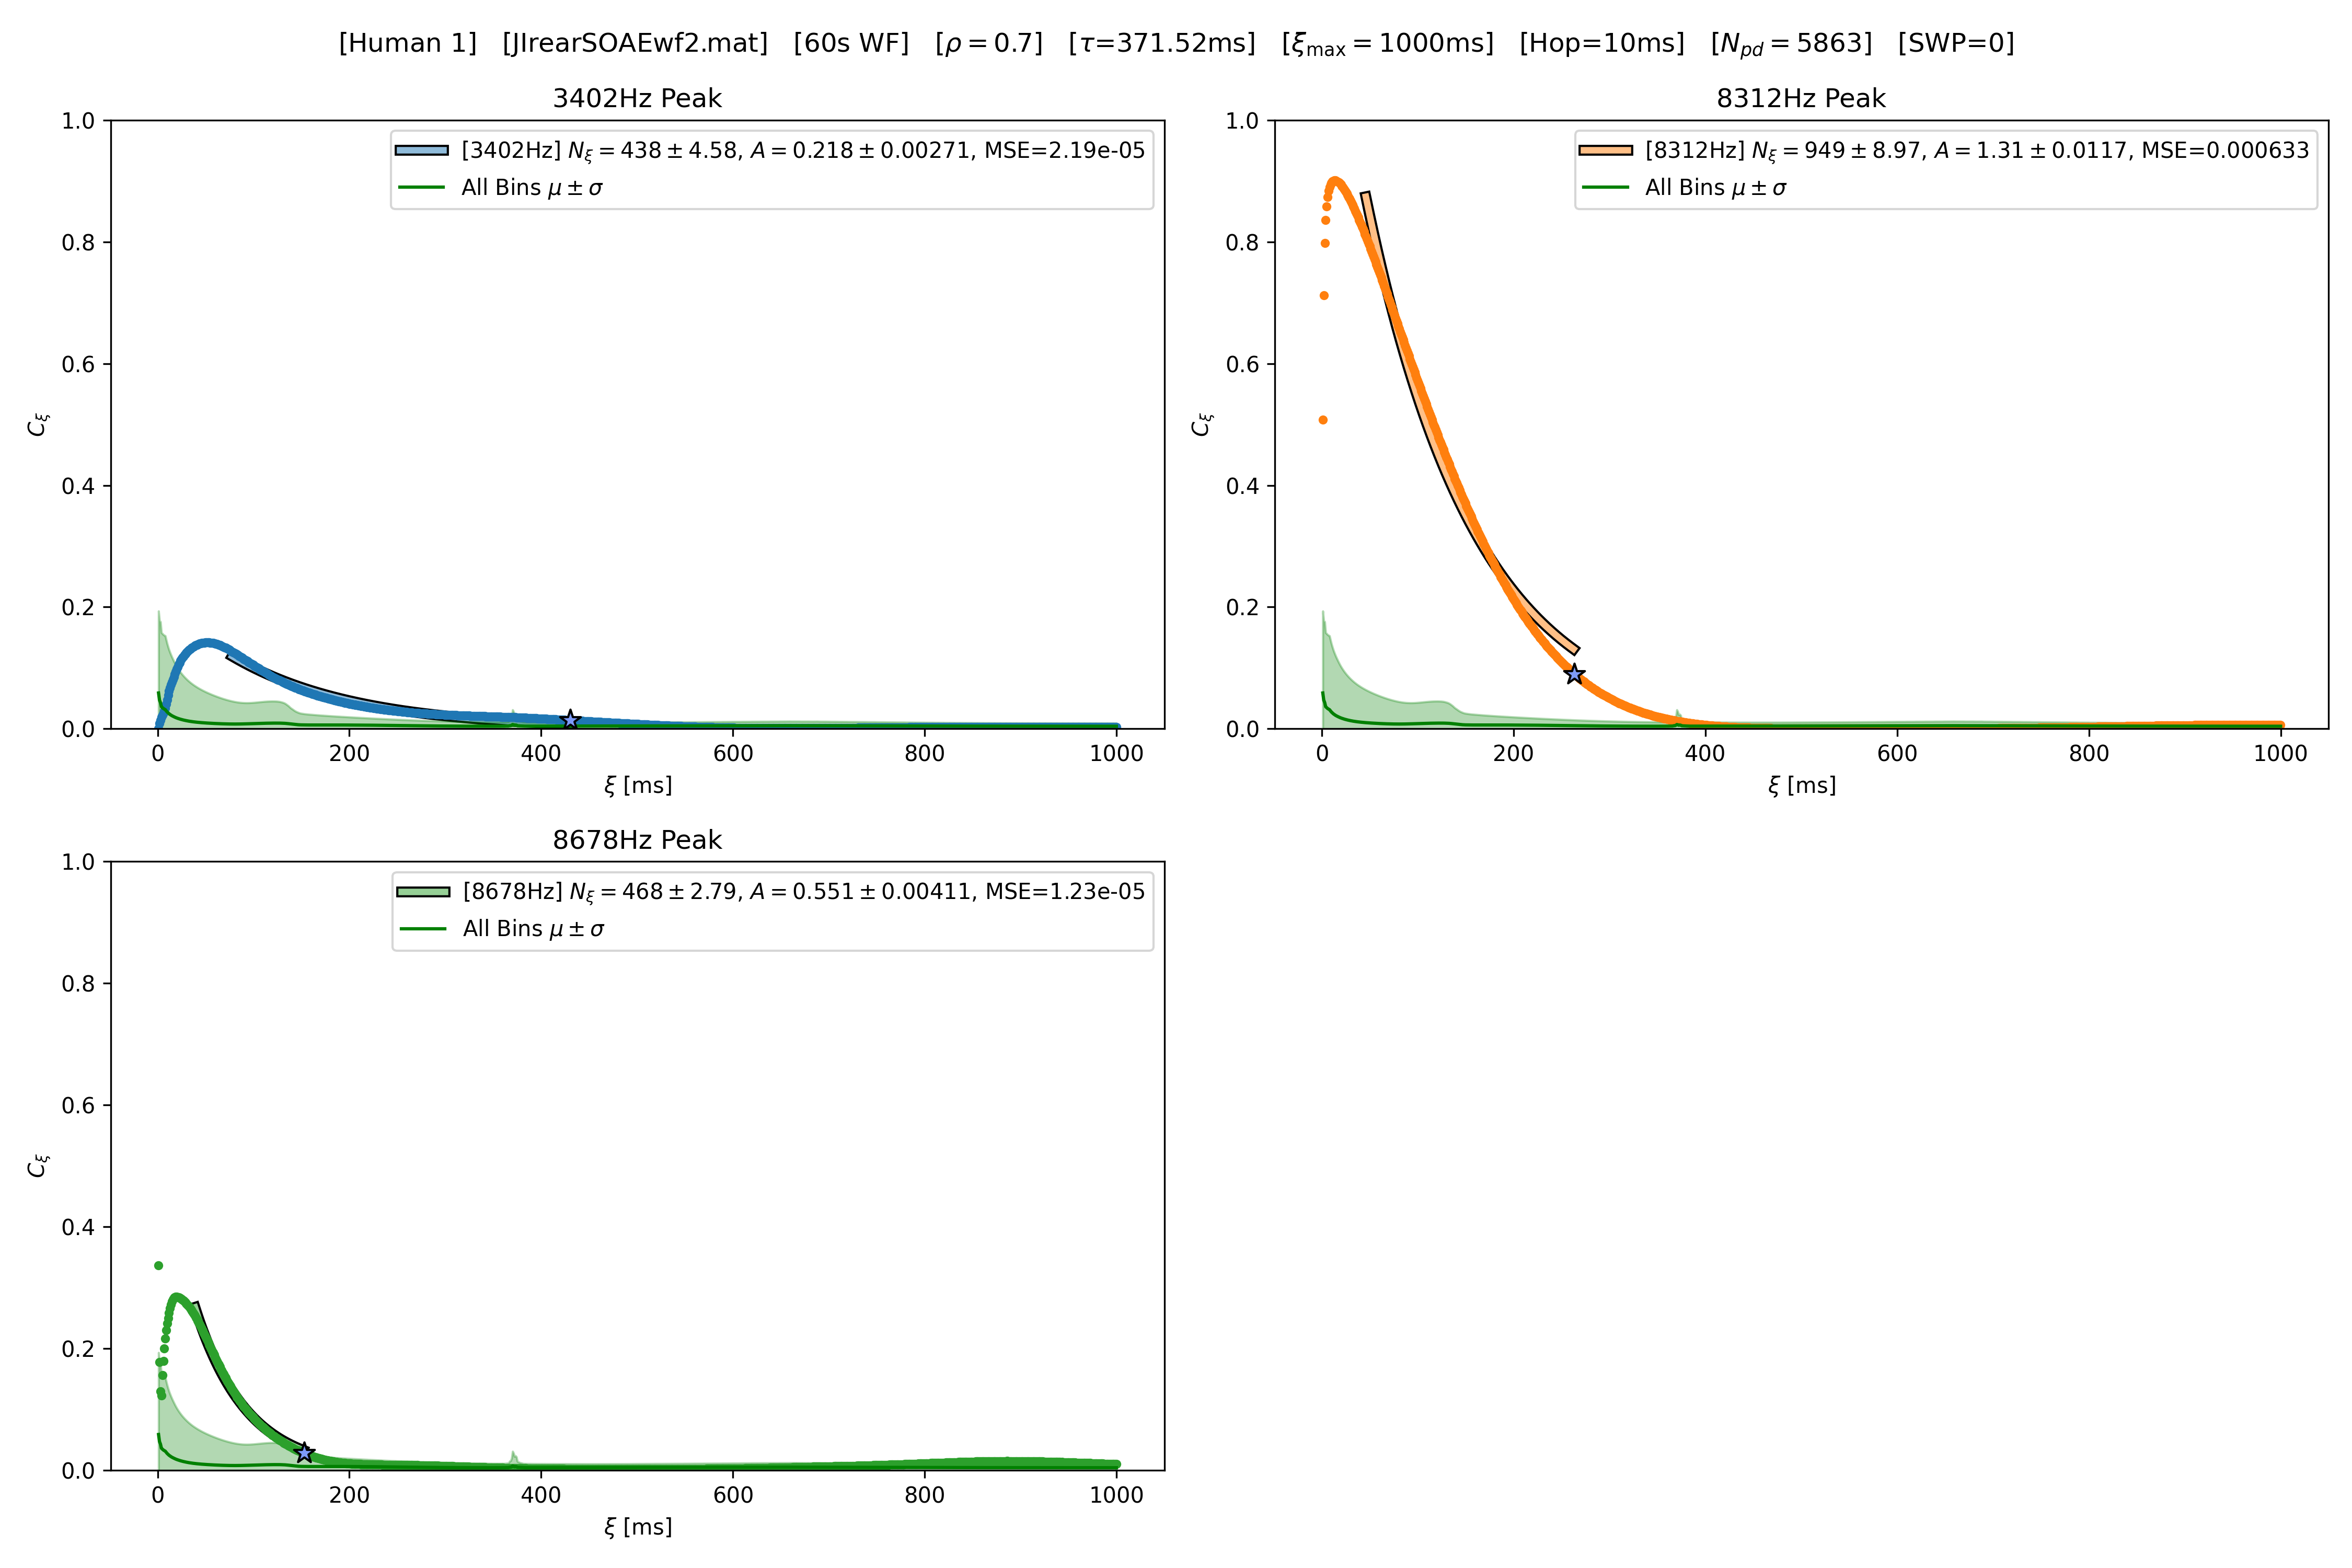 [Human 1] [JIrearSOAEwf2.mat] [60s WF] [ρ = 0.7] [τ=371.52ms] [ξmax = 1000ms] [Hop=10ms] [Npd = 5863] [SWP=0]
3402Hz Peak
1.0
0.8
0.6
0.4
0.2
0.0
Cξ
[3402Hz] Nξ = 438 ± 4.58, A = 0.218 ± 0.00271, MSE=2.19e-05
All Bins μ ± σ
0 200 400 600 800 1000
ξ [ms]
8312Hz Peak
1.0
0.8
0.6
0.4
0.2
0.0
Cξ
[8312Hz] Nξ = 949 ± 8.97, A = 1.31 ± 0.0117, MSE=0.000633
All Bins μ ± σ
0 200 400 600 800 1000
ξ [ms]
8678Hz Peak
1.0
0.8
0.6
0.4
0.2
0.0
Cξ
[8678Hz] Nξ = 468 ± 2.79, A = 0.551 ± 0.00411, MSE=1.23e-05
All Bins μ ± σ
0 200 400 600 800 1000
ξ [ms]